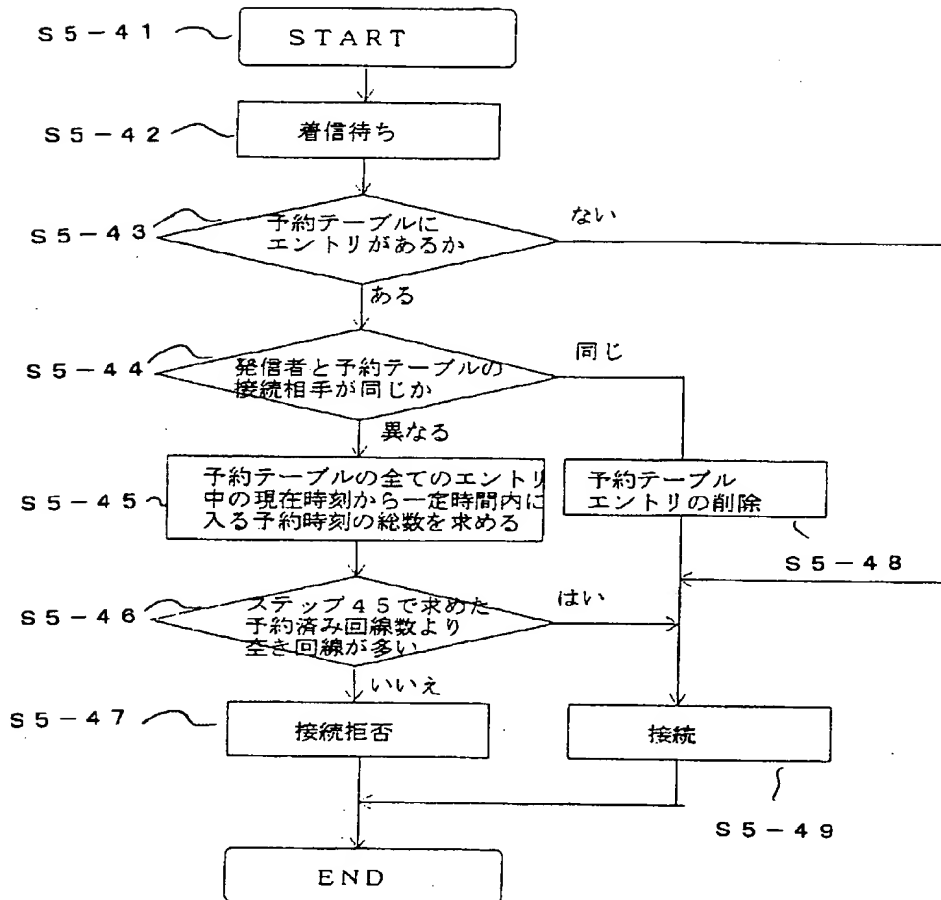 S5-41
START
S5-42
着信待ち
S5-43
予約テーブルに
エントリがあるか
ない
ある
S5-44
発信者と予約テーブルの
接続相手が同じか
同じ
異なる
S5-45
予約テーブルの全てのエントリ
中の現在時刻から一定時間内に
入る予約時刻の総数を求める
予約テーブル
エントリの削除
S5-48
S5-46
ステップ45で求めた
予約済み回線数より
空き回線が多い
はい
いいえ
S5-47
接続拒否
接続
S5-49
END